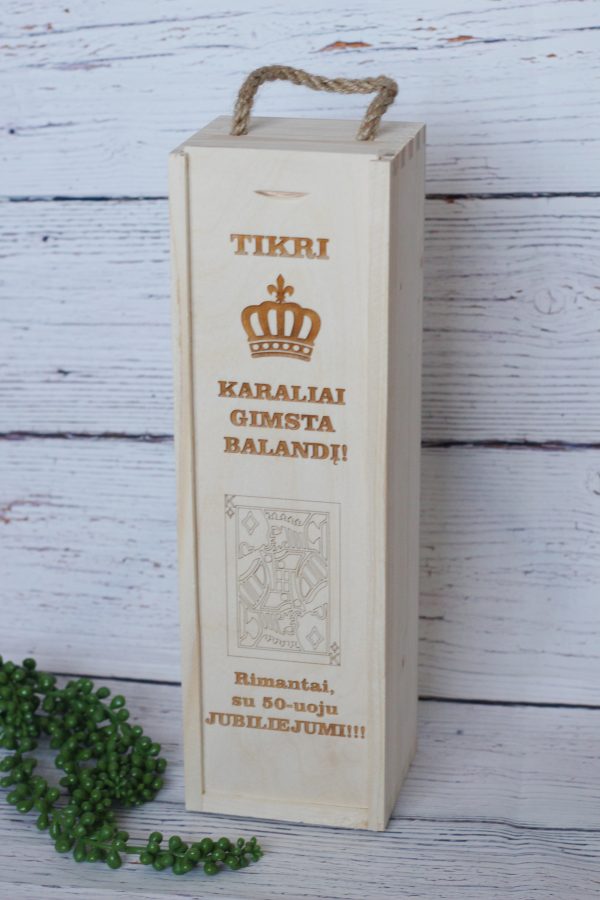 TIKRI
KARALIAI
GIMSTA
BALANDĮ!
K
K
Rimantai,
su 50-uoju
JUBILIEJUMI!!!